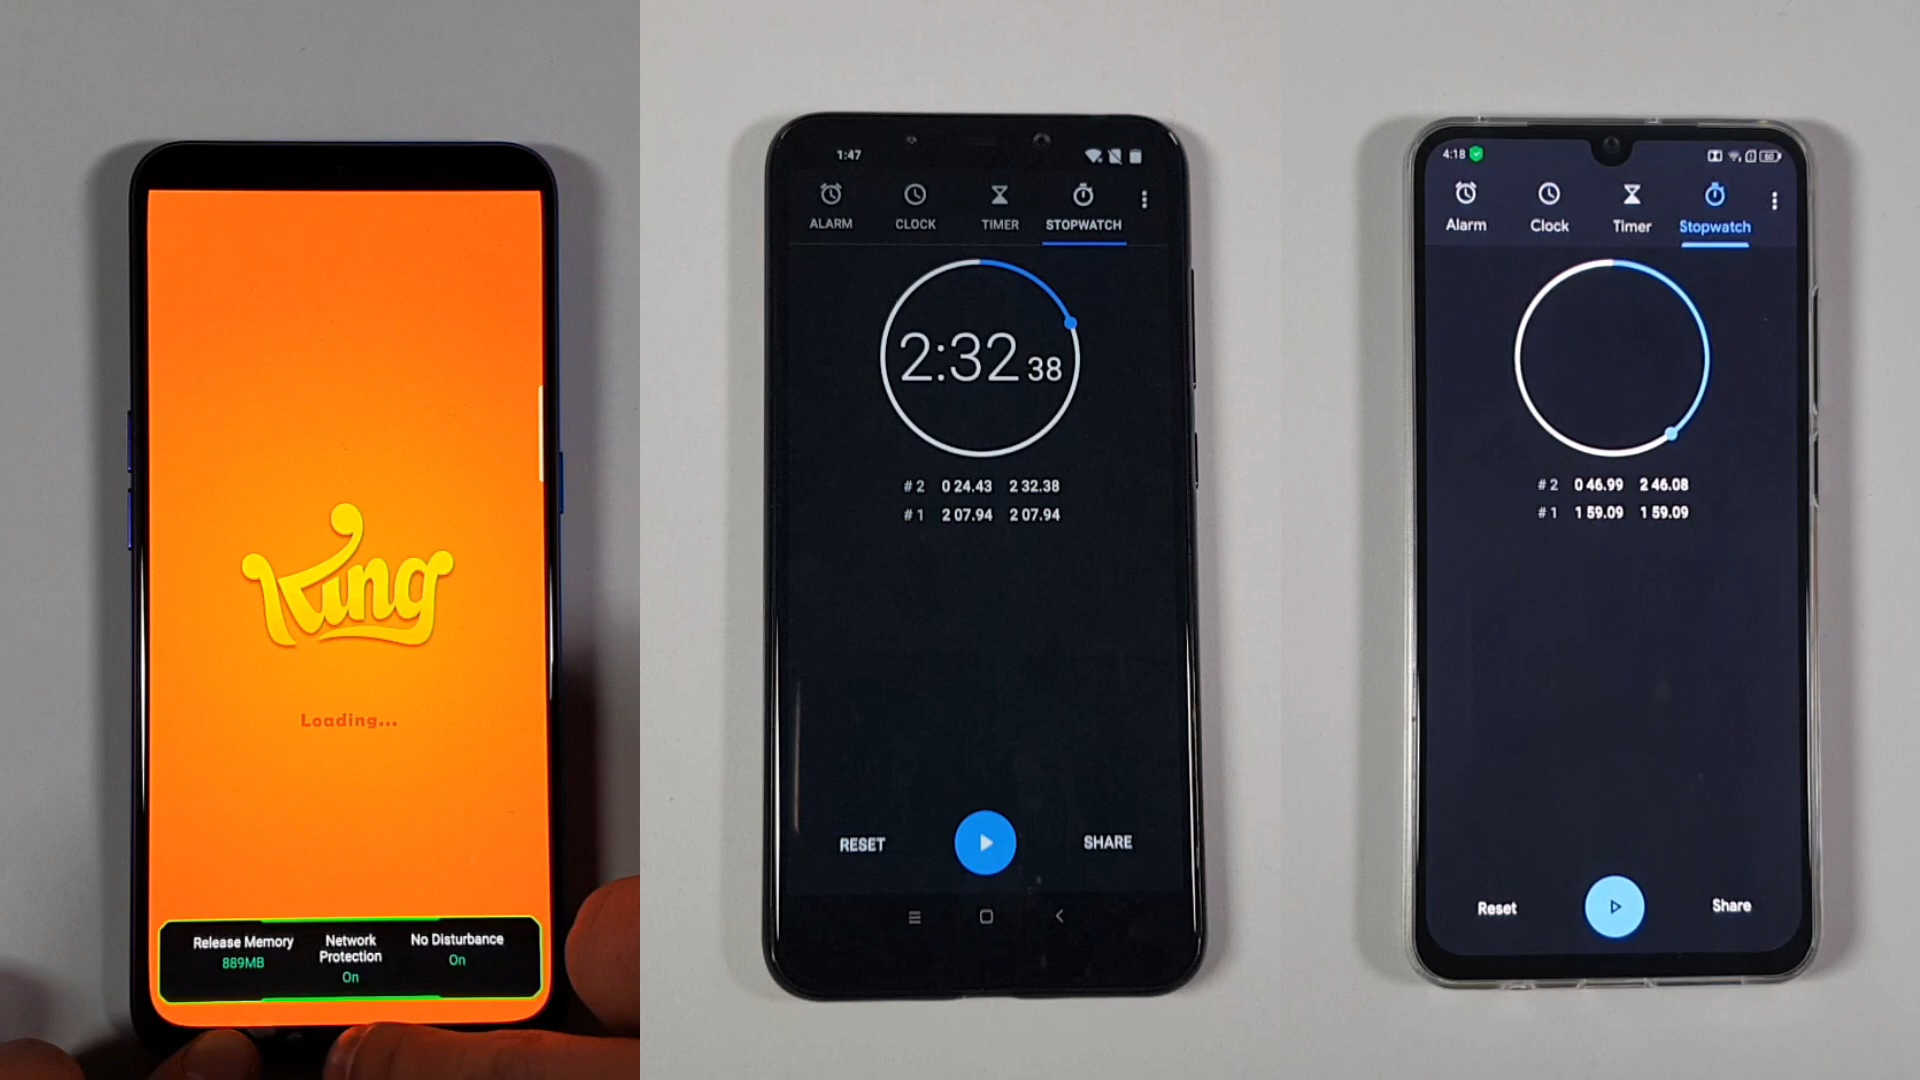 King
Loading...
Release Memory
889MB
Network
Protection
On
No Disturbance
On
1:47
ALARM
CLOCK
TIMER
STOPWATCH
2:32 38
#2 0 24.43 2 32.38
#1 2 07.94 2 07.94
RESET
SHARE
4:18
60
Alarm
Clock
Timer
Stopwatch
#2 0 46.99 2 46.08
#1 1 59.09 1 59.09
Reset
Share